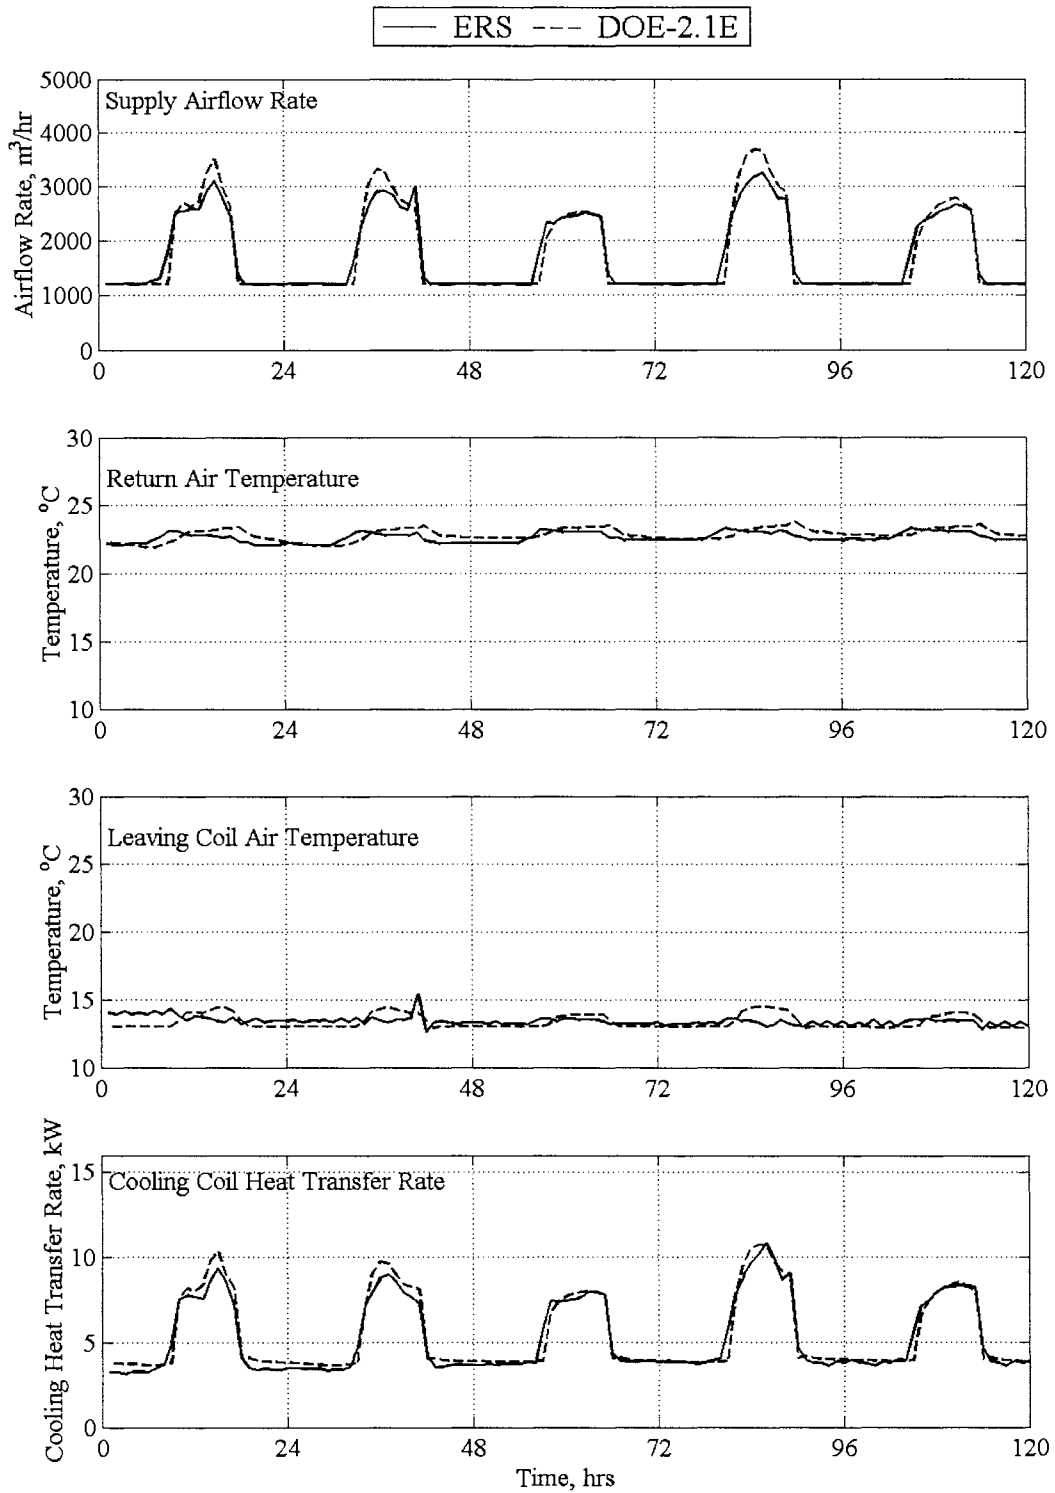 ERS DOE-2.1E
5000
Supply Airflow Rate
4000
3000
2000
1000
0
Airflow Rate, m³/hr
0 24 48 72 96 120
30
Return Air Temperature
25
20
15
10
Temperature, °C
0 24 48 72 96 120
30
Leaving Coil Air Temperature
25
20
15
10
Temperature, °C
0 24 48 72 96 120
15
Cooling Coil Heat Transfer Rate
10
5
0
Cooling Heat Transfer Rate, kW
0 24 48 72 96 120
Time, hrs